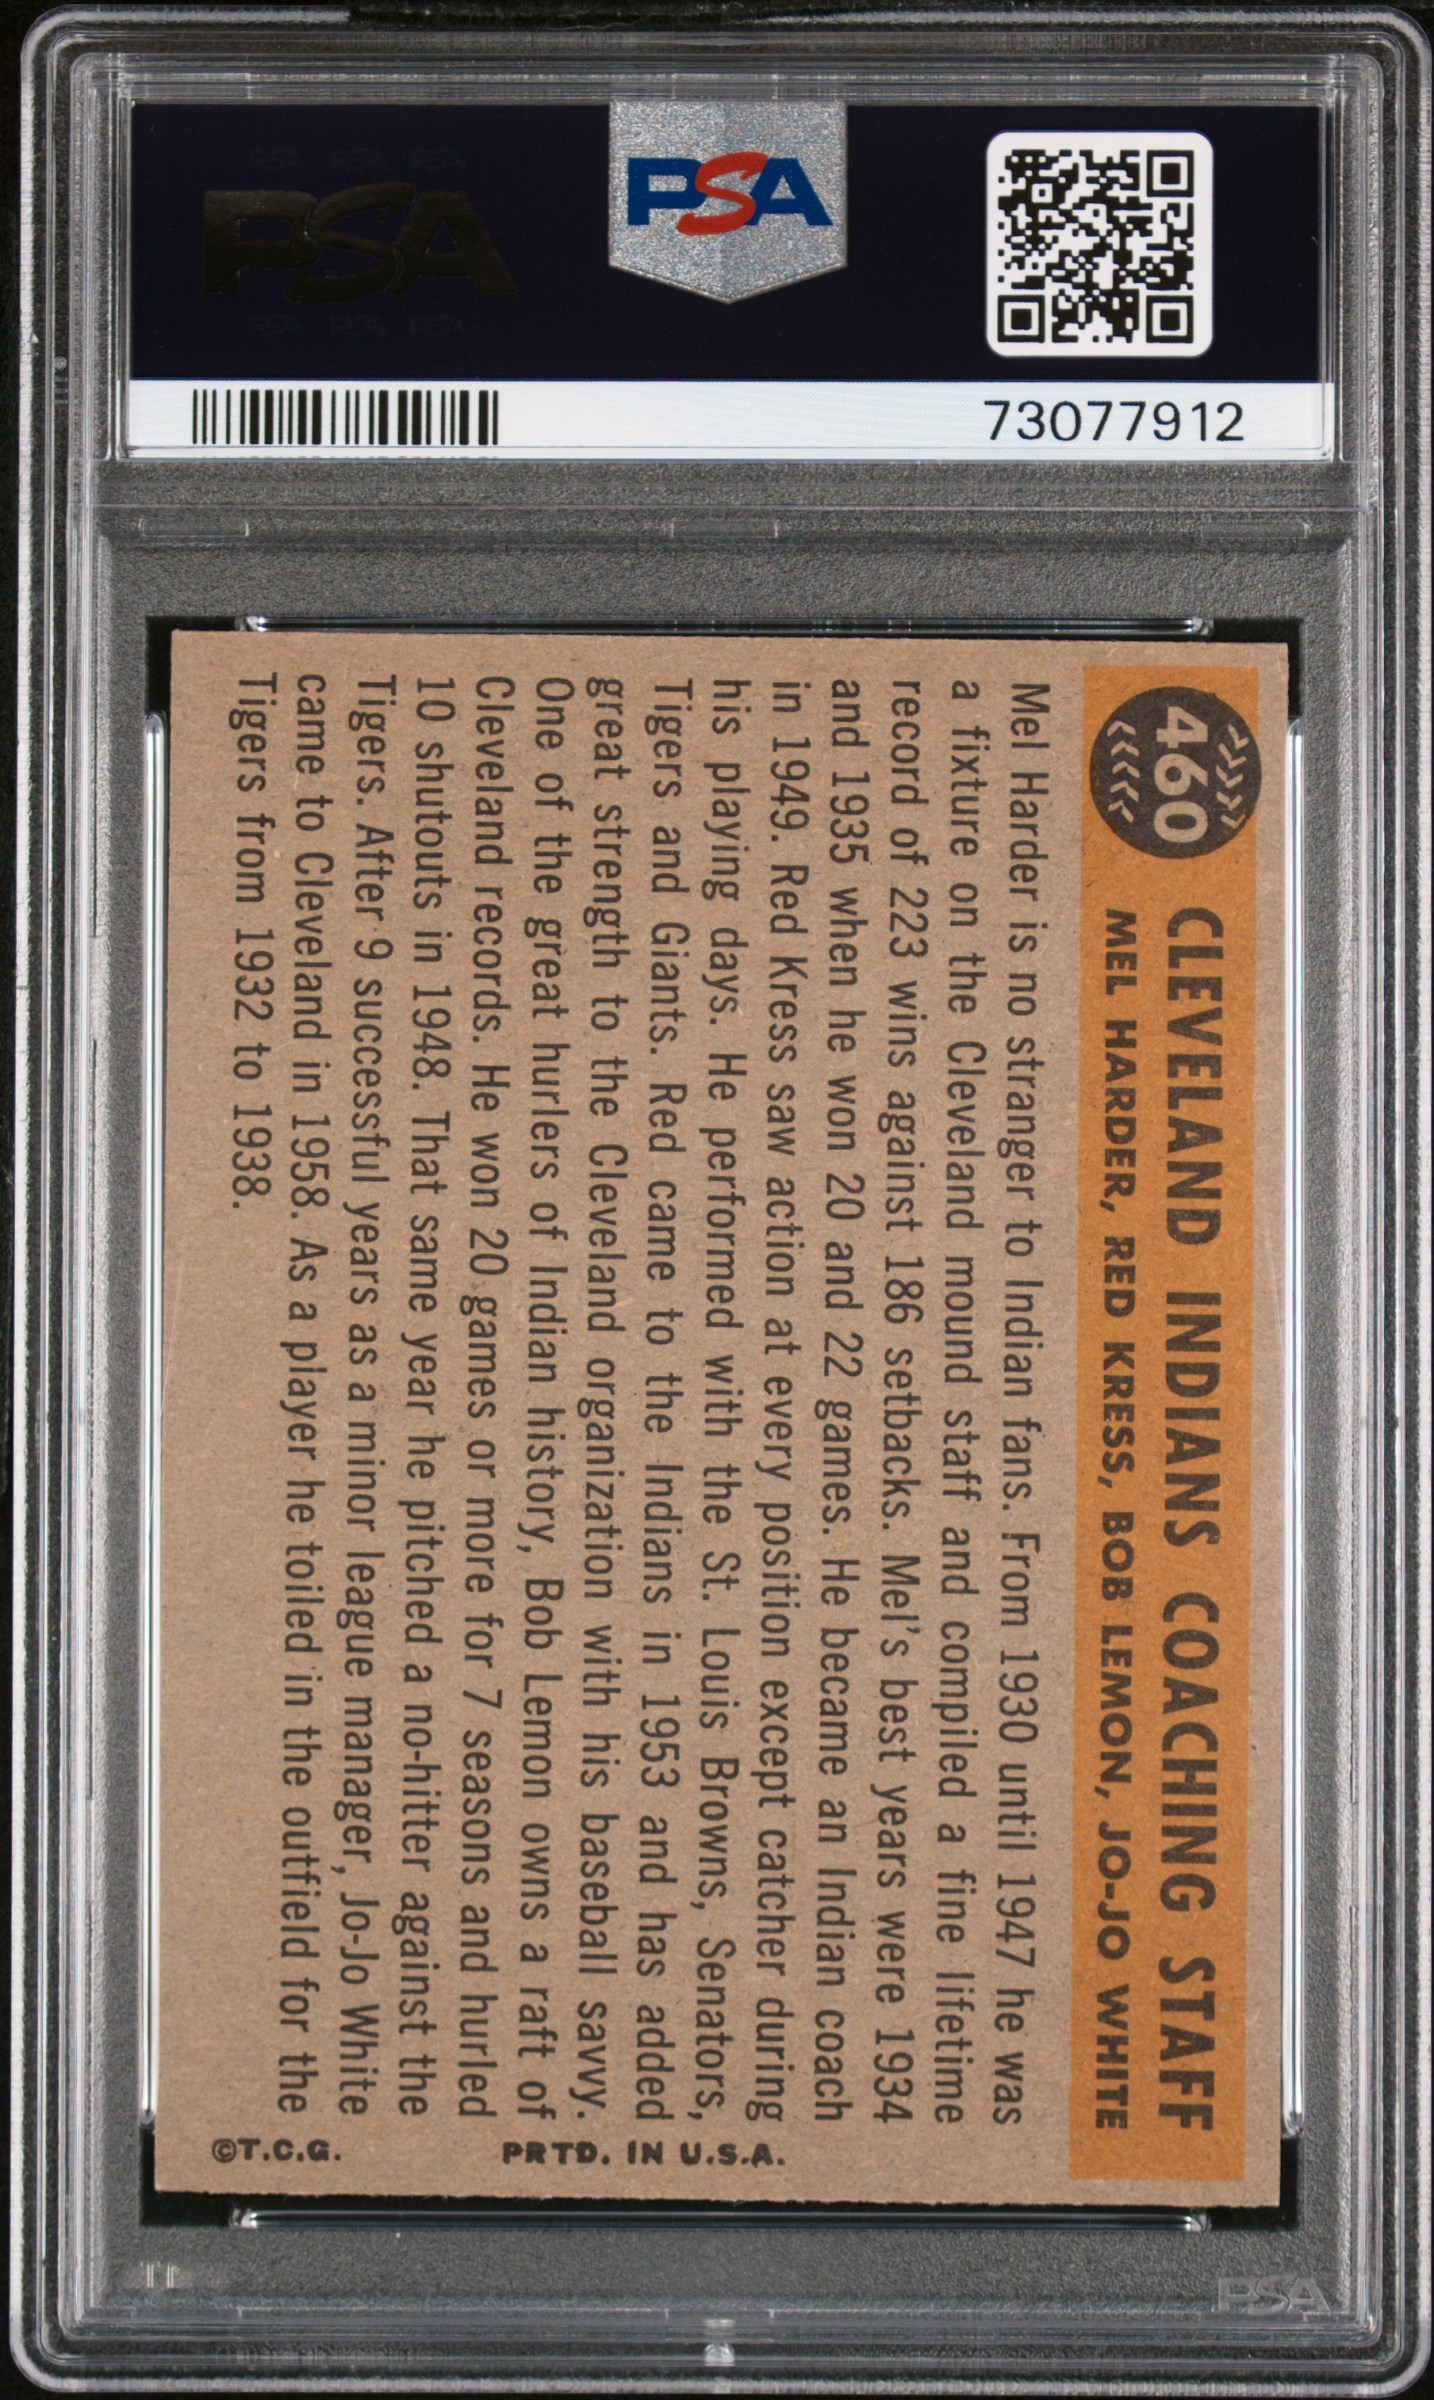 PSA
PSA
73077912
460
CLEVELAND INDIANS COACHING STAFF
MEL HARDER, RED KRESS, BOB LEMON, JO-JO WHITE
Mel Harder is no stranger to Indian fans. From 1930 until 1947 he was
a fixture on the Cleveland mound staff and compiled a fine lifetime
record of 223 wins against 186 setbacks. Mel's best years were 1934
and 1935 when he won 20 and 22 games. He became an Indian coach
in 1949. Red Kress saw action at every position except catcher during
his playing days. He performed with the St. Louis Browns, Senators,
Tigers and Giants. Red came to the Indians in 1953 and has added
great strength to the Cleveland organization with his baseball savvy.
One of the great hurlers of Indian history, Bob Lemon owns a raft of
Cleveland records. He won 20 games or more for 7 seasons and hurled
10 shutouts in 1948. That same year he pitched a no-hitter against the
Tigers. After 9 successful years as a minor league manager, Jo-Jo White
came to Cleveland in 1958. As a player he toiled in the outfield for the
Tigers from 1932 to 1938.
©T.C.G.
PRTD. IN U.S.A.
PSA